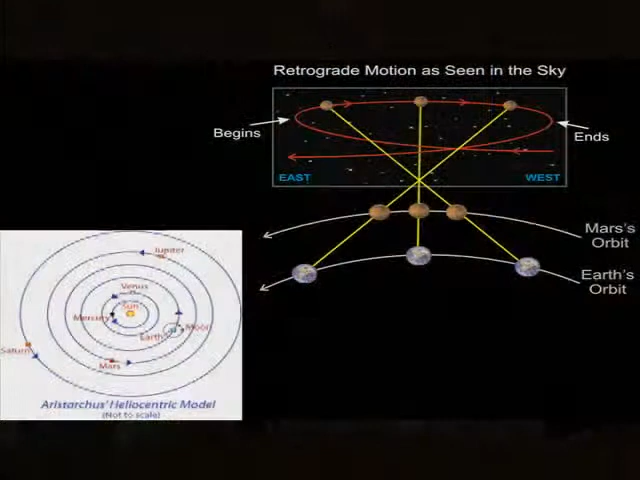 Retrograde Motion as Seen in the Sky
Begins
Ends
EAST
WEST
Mars's
Orbit
Earth's
Orbit
Jupiter
Venus
Sun
Mercury
Moon
Earth
Saturn
Mars
Aristarchus' Heliocentric Model
(Not to scale)